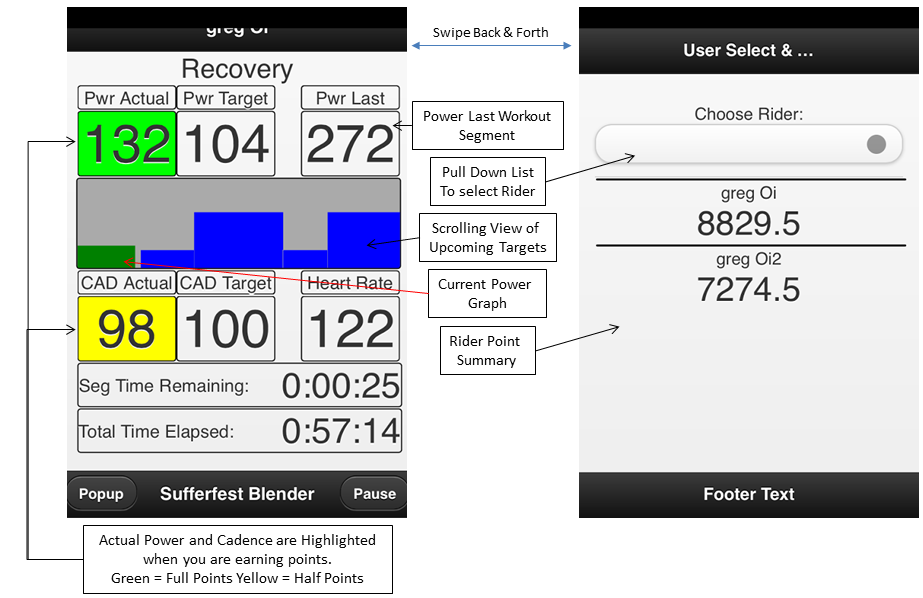 greg Oi
Recovery
Pwr Actual Pwr Target Pwr Last
132 104 272
CAD Actual CAD Target Heart Rate
98 100 122
Seg Time Remaining: 0:00:25
Total Time Elapsed: 0:57:14
Popup Sufferfest Blender Pause
Swipe Back & Forth
Power Last Workout
Segment
Pull Down List
To select Rider
Scrolling View of
Upcoming Targets
Current Power
Graph
Rider Point
Summary
User Select & ...
Choose Rider:
greg Oi
8829.5
greg Oi2
7274.5
Footer Text
Actual Power and Cadence are Highlighted
when you are earning points.
Green = Full Points Yellow = Half Points